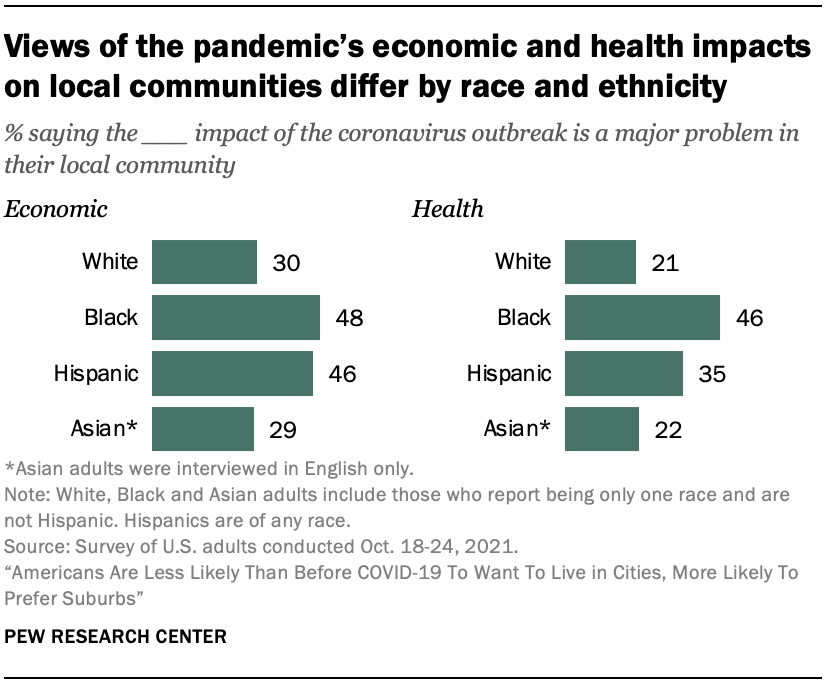 Views of the pandemic’s economic and health impacts
on local communities differ by race and ethnicity
% saying the ___ impact of the coronavirus outbreak is a major problem in
their local community
Economic
White 30
Black 48
Hispanic 46
Asian* 29
Health
White 21
Black 46
Hispanic 35
Asian* 22
*Asian adults were interviewed in English only.
Note: White, Black and Asian adults include those who report being only one race and are
not Hispanic. Hispanics are of any race.
Source: Survey of U.S. adults conducted Oct. 18-24, 2021.
“Americans Are Less Likely Than Before COVID-19 To Want To Live in Cities, More Likely To
Prefer Suburbs”
PEW RESEARCH CENTER